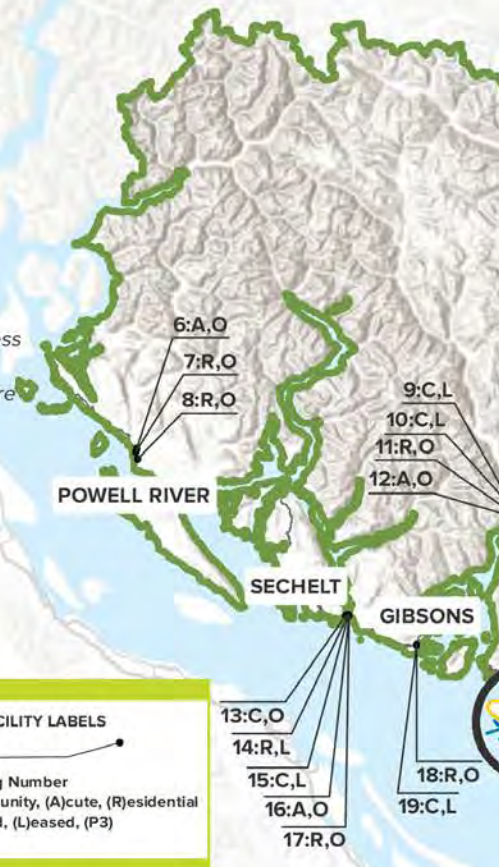 ess
re
6:A,O
7:R,O
8:R,O
9:C,L
10:C,L
11:R,O
12:A,O
POWELL RIVER
SECHELT
GIBSONS
13:C,O
14:R,L
15:C,L
16:A,O
17:R,O
18:R,O
19:C,L
CILITY LABELS
g Number
unity, (A)cute, (R)esidential
d, (L)eased, (P3)